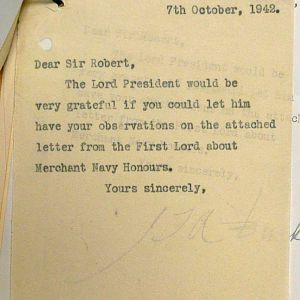 7th October, 1942.
Dear Sir Robert,
The Lord President would be
very grateful if you could let him
have your observations on the attached
letter from the First Lord about
Merchant Navy Honours.
Yours sincerely,